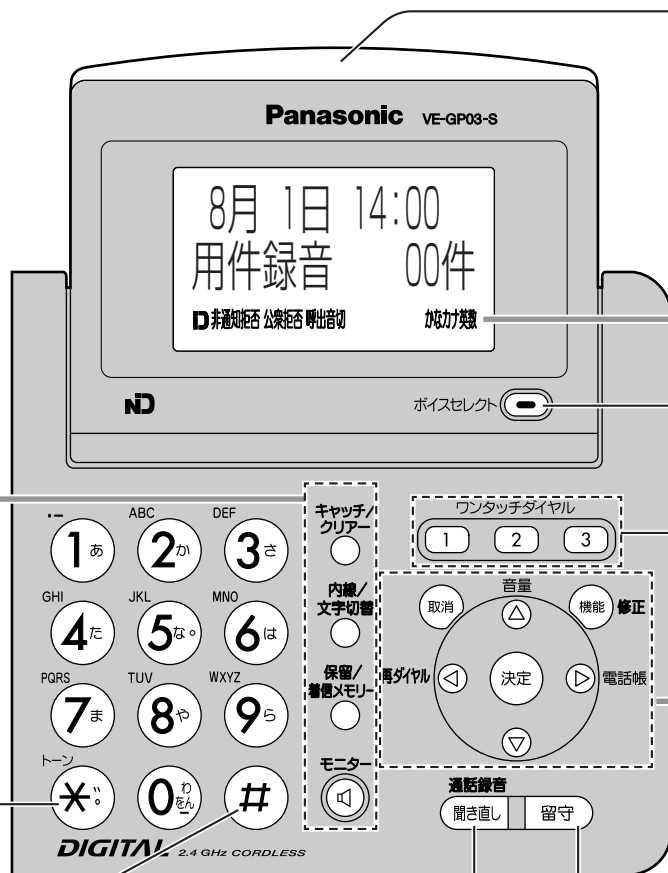 Panasonic VE-GP03-S
8月 1日 14:00
用件録音 00件
D 非通知拒否 公衆拒否 呼出音切 かなカナ英数
ND
ボイスセレクト
キャッチ/
クリアー
ワンタッチダイヤル
1 2 3
.-
1 あ
ABC
2 か
DEF
3 さ
内線/
文字切替
GHI
4 た
JKL
5 な
MNO
6 は
保留/
着信メモリー
PQRS
7 ま
TUV
8 や
WXYZ
9 ら
モニター
トーン
＊ ゛゜
0 わをん ー
#
音量
取消
機能
修正
再ダイヤル
決定
電話帳
通話録音
聞き直し
留守
DIGITAL 2.4 GHz CORDLESS